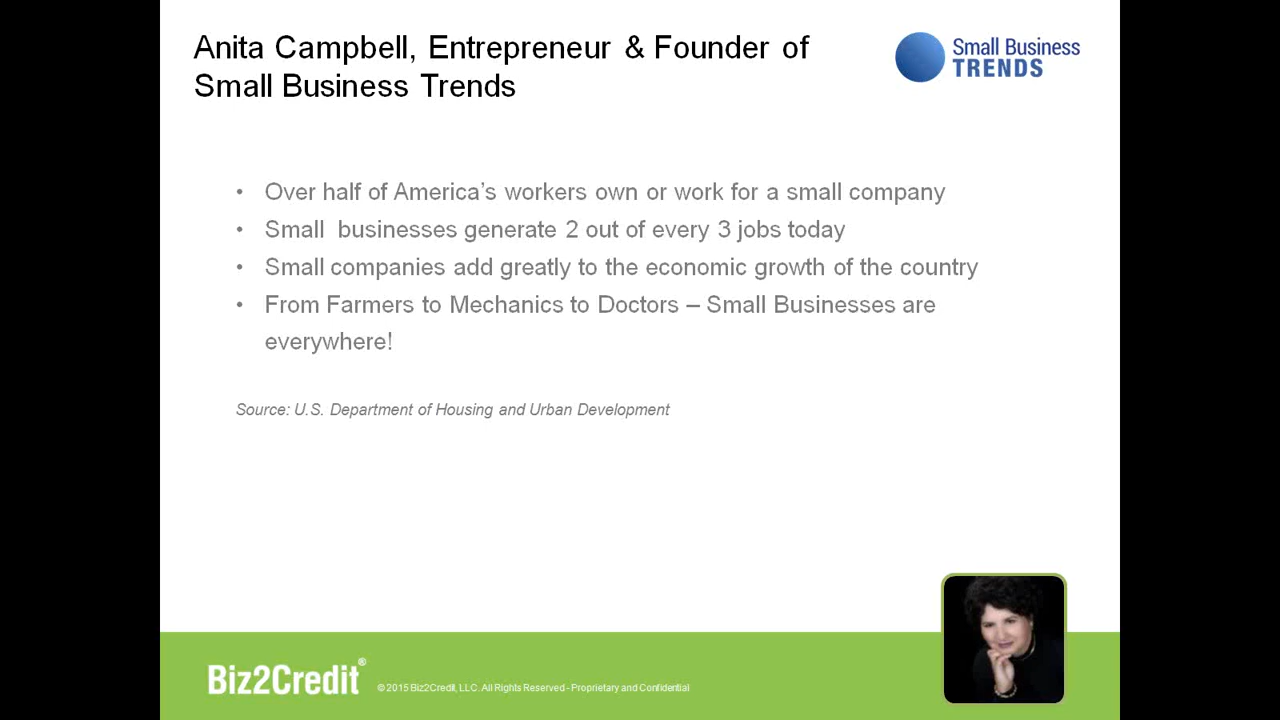 Anita Campbell, Entrepreneur & Founder of
Small Business Trends
Small Business
TRENDS
• Over half of America’s workers own or work for a small company
• Small  businesses generate 2 out of every 3 jobs today
• Small companies add greatly to the economic growth of the country
• From Farmers to Mechanics to Doctors – Small Businesses are
everywhere!
Source: U.S. Department of Housing and Urban Development
Biz2Credit®
© 2015 Biz2Credit, LLC. All Rights Reserved - Proprietary and Confidential